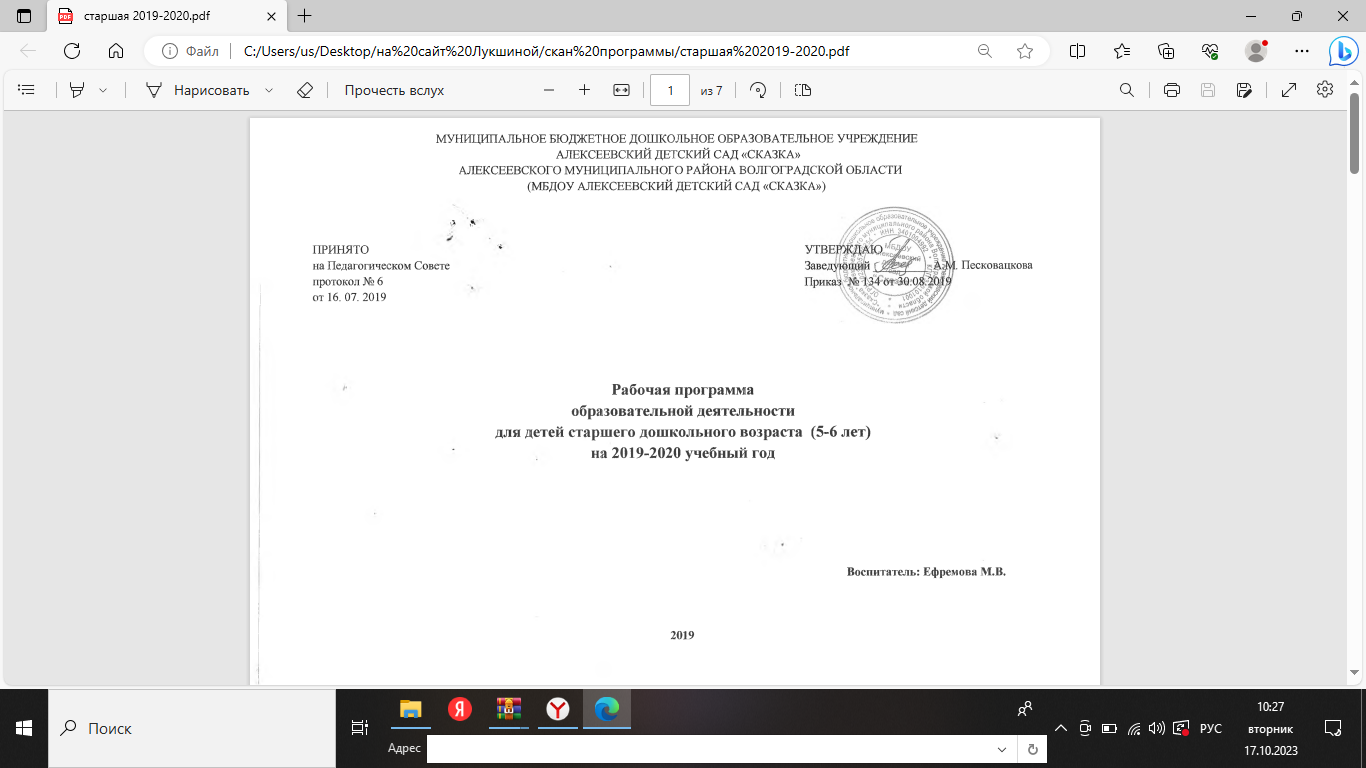 старшая 2019-2020.pdf
Файл
C:/Users/us/Desktop/на%20сайт%20Лукшиной/скан%20программы/старшая%202019-2020.pdf
Нарисовать
Прочесть вслух
1 из 7
МУНИЦИПАЛЬНОЕ БЮДЖЕТНОЕ ДОШКОЛЬНОЕ ОБРАЗОВАТЕЛЬНОЕ УЧРЕЖДЕНИЕ
АЛЕКСЕЕВСКИЙ ДЕТСКИЙ САД «СКАЗКА»
АЛЕКСЕЕВСКОГО МУНИЦИПАЛЬНОГО РАЙОНА ВОЛГОГРАДСКОЙ ОБЛАСТИ
(МБДОУ АЛЕКСЕЕВСКИЙ ДЕТСКИЙ САД «СКАЗКА»)
ПРИНЯТО
на Педагогическом Совете
протокол № 6
от 16. 07. 2019
УТВЕРЖДАЮ
Заведующий А.М. Песковацкова
Приказ № 134 от 30.08.2019
МБДОУ
Рабочая программа
образовательной деятельности
для детей старшего дошкольного возраста (5-6 лет)
на 2019-2020 учебный год
Воспитатель: Ефремова М.В.
2019
Поиск
Адрес
РУС
10:27
вторник
17.10.2023